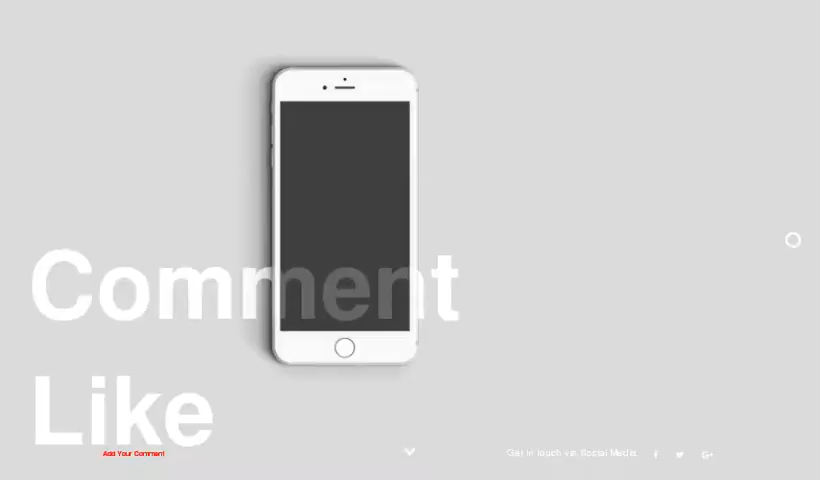 Comment
Like
Add Your Comment
Get in touch via Social Media.
G+